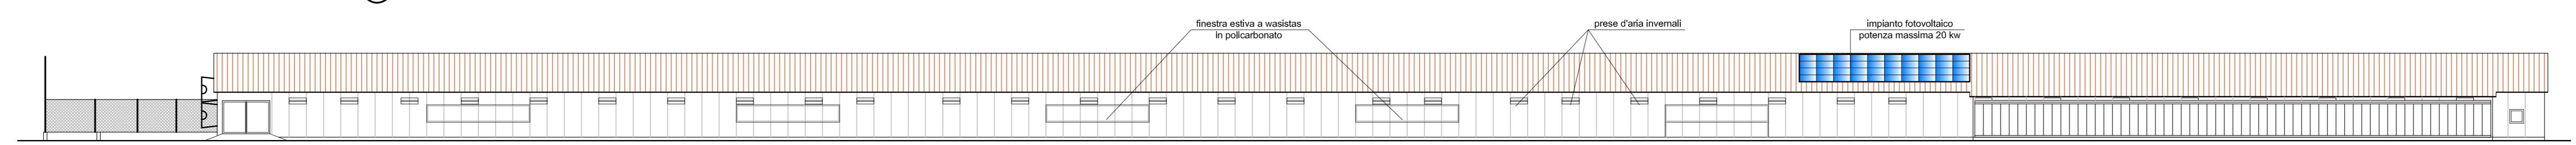 finestra estiva a wasistas
in policarbonato
prese d'aria invernali
impianto fotovoltaico
potenza massima 20 kw